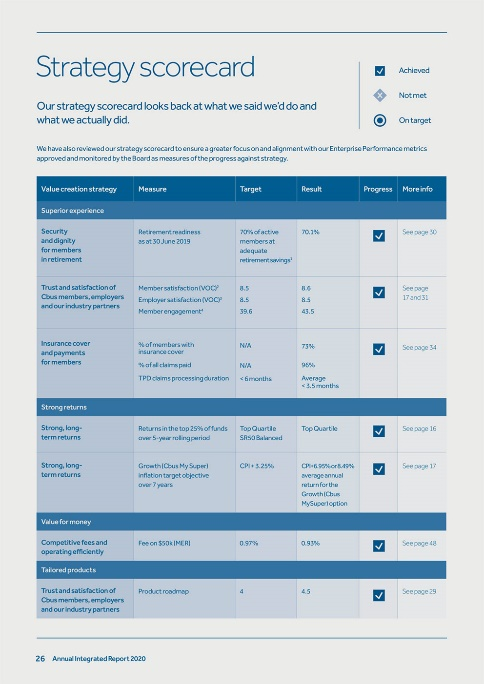 Strategy scorecard
Achieved
Not met
On target
Our strategy scorecard looks back at what we said we'd do and
what we actually did.
We have also reviewed our strategy scorecard to ensure a greater focus on and alignment with our Enterprise Performance metrics
approved and monitored by the Board as measures of the progress against strategy.
Value creation strategy Measure Target Result Progress More info
Superior experience
Security
and dignity
for members
in retirement
Retirement readiness
as at 30 June 2019
70% of active
members at
adequate
retirement savings¹
70.1%
See page 30
Trust and satisfaction of
Cbus members, employers
and our industry partners
Member satisfaction (VOC)² 8.5 8.6
Employer satisfaction (VOC)³ 8.5 8.5
Member engagement⁴ 39.6 43.5
See page
17 and 31
Insurance cover
and payments
for members
% of members with
insurance cover
N/A 73%
% of all claims paid N/A 96%
TPD claims processing duration < 6 months Average
< 3.5 months
See page 34
Strong returns
Strong, long-
term returns
Returns in the top 25% of funds
over 5-year rolling period
Top Quartile
SR50 Balanced
Top Quartile
See page 16
Strong, long-
term returns
Growth (Cbus My Super)
inflation target objective
over 7 years
CPI + 3.25%
CPI+6.95% or 8.49%
average annual
return for the
Growth (Cbus
MySuper) option
See page 17
Value for money
Competitive fees and
operating efficiently
Fee on $50k (MER) 0.97% 0.93%
See page 48
Tailored products
Trust and satisfaction of
Cbus members, employers
and our industry partners
Product roadmap 4 4.5
See page 29
26 Annual Integrated Report 2020